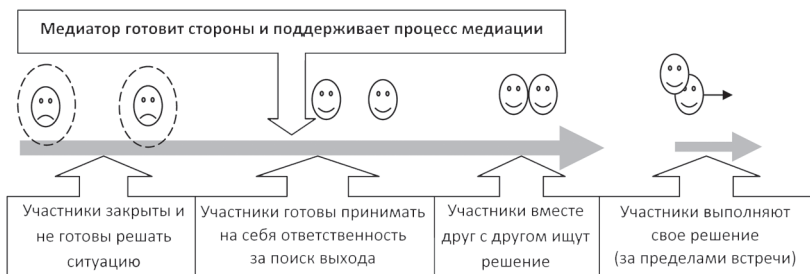 Медиатор готовит стороны и поддерживает процесс медиации
Участники закрыты и
не готовы решать
ситуацию
Участники готовы принимать
на себя ответственность
за поиск выхода
Участники вместе
друг с другом ищут
решение
Участники выполняют
свое решение
(за пределами встречи)